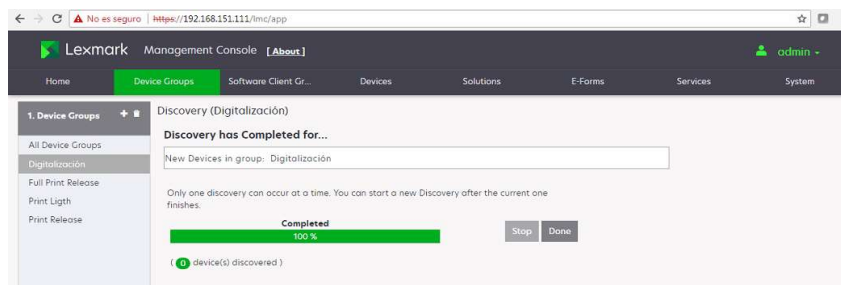 No es seguro | https://192.168.151.111/lmc/app
Lexmark Management Console [About]
admin
Home Device Groups Software Client Gr... Devices Solutions E-Forms Services System
1. Device Groups +
All Device Groups
Digitalización
Full Print Release
Print Ligth
Print Release
Discovery (Digitalización)
Discovery has Completed for...
New Devices in group: Digitalización
Only one discovery can occur at a time. You can start a new Discovery after the current one
finishes.
Completed
100 %
Stop Done
( 0 device(s) discovered )